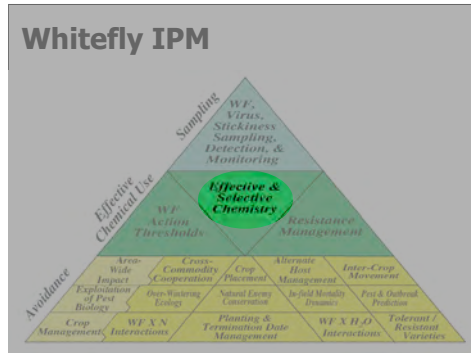 Whitefly IPM
Sampling
WF,
Virus,
Stickiness
Sampling,
Detection, &
Monitoring
Effective
Chemical Use
WF
Action
Thresholds
Effective &
Selective
Chemistry
Resistance
Management
Avoidance
Area-
Wide
Impact
Cross-
Commodity
Cooperation
Crop
Placement
Alternate
Host
Management
Inter-Crop
Movement
Exploitation
of Pest
Biology
Over-Wintering
Ecology
Natural Enemy
Conservation
In-field Mortality
Dynamics
Pest & Outbreak
Prediction
Crop
Management
WF X N
Interactions
Planting &
Termination Date
Management
WF X H2O
Interactions
Tolerant /
Resistant
Varieties